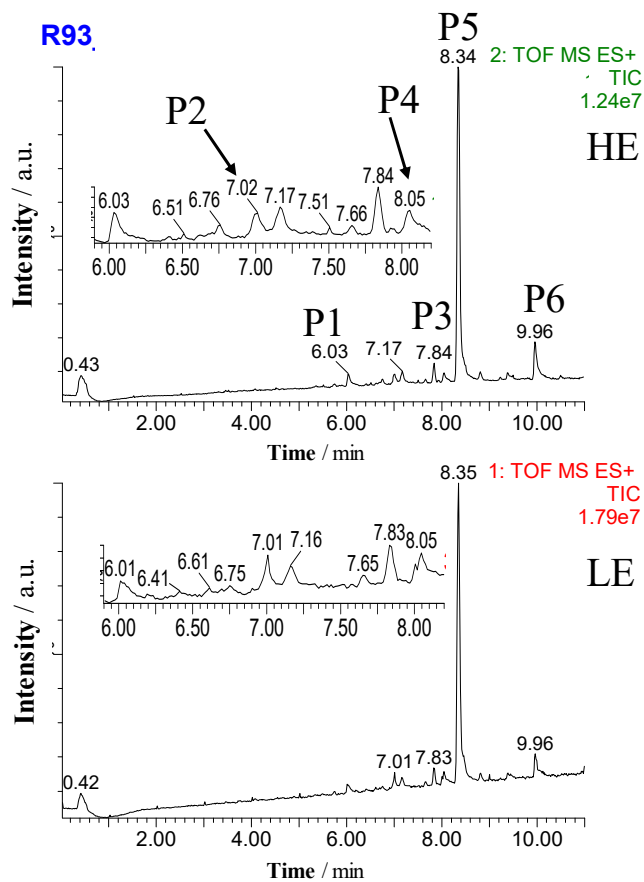 R93
P5
8.34
2: TOF MS ES+
TIC
1.24e7
HE
P2
P4
6.03 6.51 6.76 7.02 7.17 7.51 7.66 7.84 8.05
6.00 6.50 7.00 7.50 8.00
P1 P3 P6
0.43 6.03 7.17 7.84 9.96
2.00 4.00 6.00 8.00 10.00
Time / min
Intensity / a.u.
8.35
1: TOF MS ES+
TIC
1.79e7
LE
6.01 6.41 6.61 6.75 7.01 7.16 7.65 7.83 8.05
6.00 6.50 7.00 7.50 8.00
0.42 7.01 7.83 9.96
2.00 4.00 6.00 8.00 10.00
Time / min
Intensity / a.u.